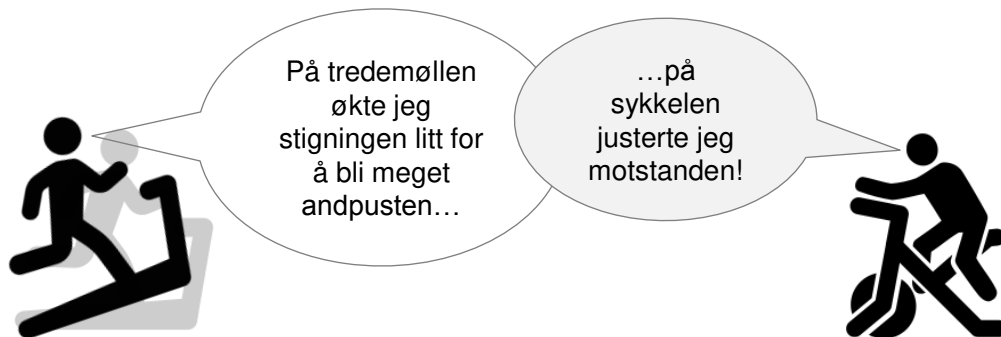 På tredemøllen
økte jeg
stigningen litt for
å bli meget
andpusten…
…på
sykkelen
justerte jeg
motstanden!